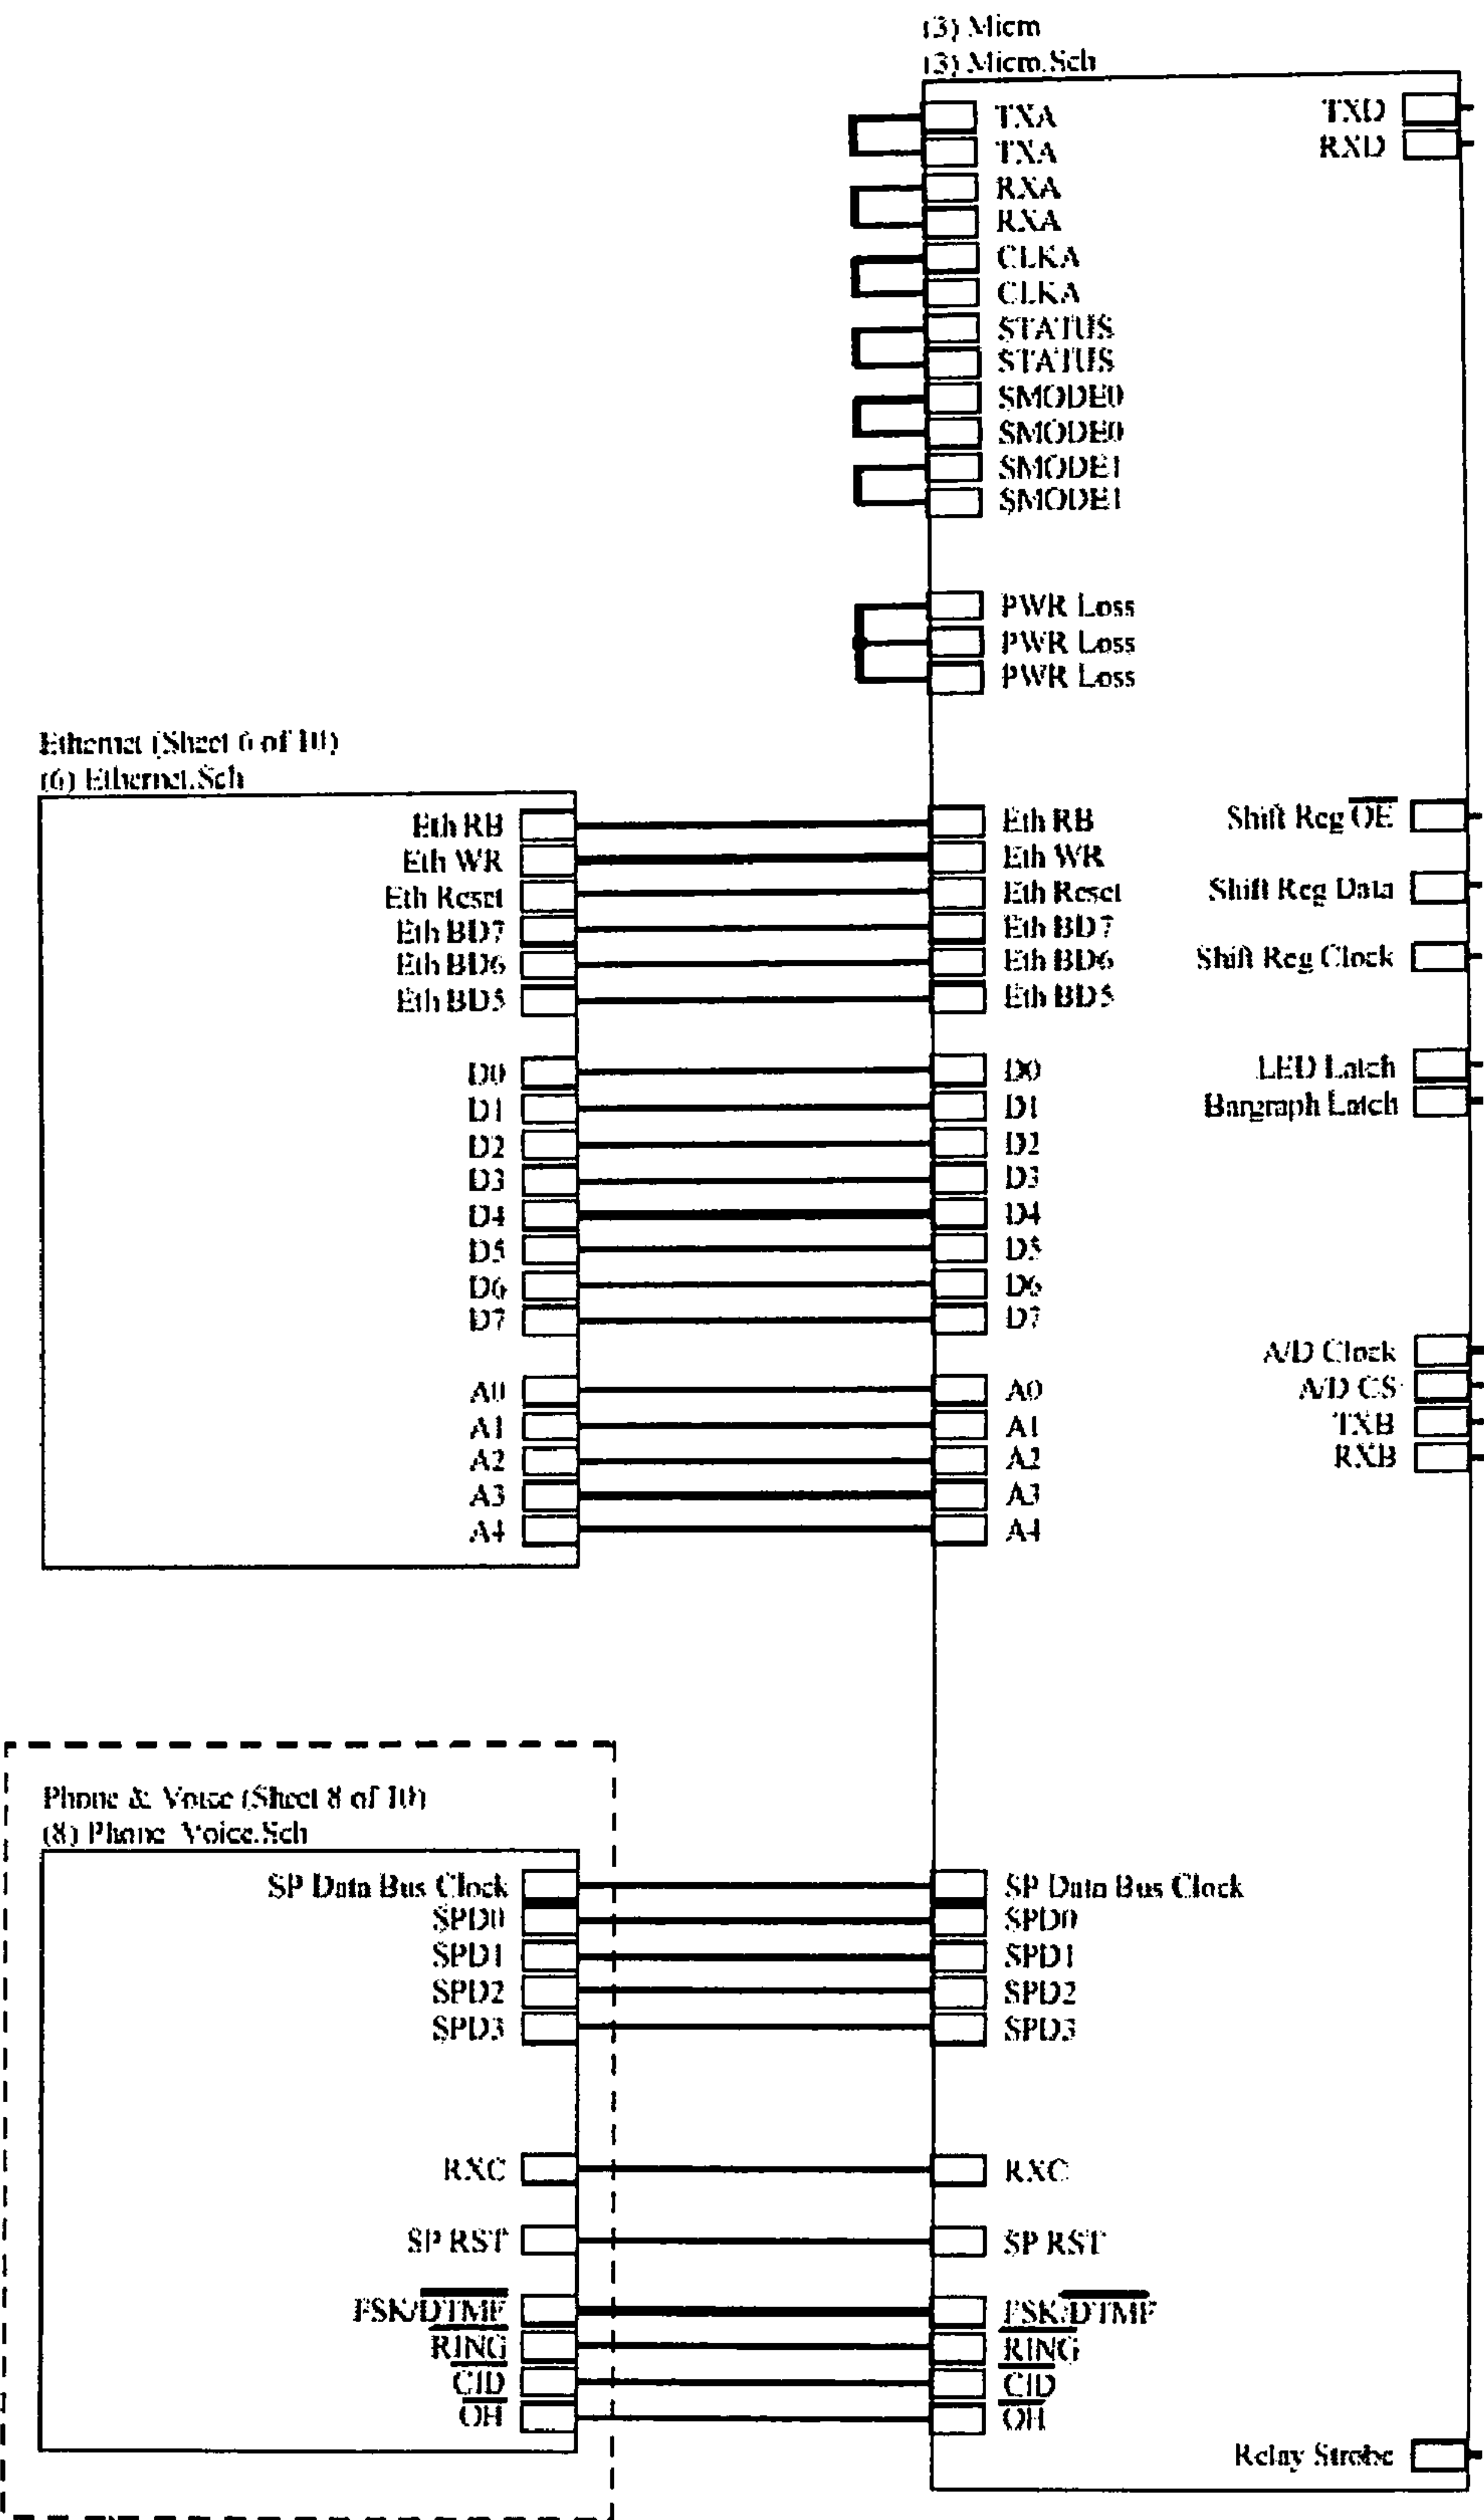 (3) Micro
(3) Micro.Sch
TXA
TXA
RXA
RXA
CLKA
CLKA
STATUS
STATUS
SMODE0
SMODE0
SMODE1
SMODE1
PWR Loss
PWR Loss
PWR Loss
Eth RB
Eth WR
Eth Reset
Eth BD7
Eth BD6
Eth BD5
D0
D1
D2
D3
D4
D5
D6
D7
A0
A1
A2
A3
A4
SP Data Bus Clock
SPD0
SPD1
SPD2
SPD3
RXC
SP RST
FSK/DTMF
RING
CID
OH
TXD
RXD
Shift Reg OE
Shift Reg Data
Shift Reg Clock
LED Latch
Bargraph Latch
A/D Clock
A/D CS
TXB
RXB
Relay Strobe
Ethernet (Sheet 6 of 10)
(6) Ethernet.Sch
Eth RB
Eth WR
Eth Reset
Eth BD7
Eth BD6
Eth BD5
D0
D1
D2
D3
D4
D5
D6
D7
A0
A1
A2
A3
A4
Phone & Voice (Sheet 8 of 10)
(8) Phone_Voice.Sch
SP Data Bus Clock
SPD0
SPD1
SPD2
SPD3
RXC
SP RST
FSK/DTMF
RING
CID
OH